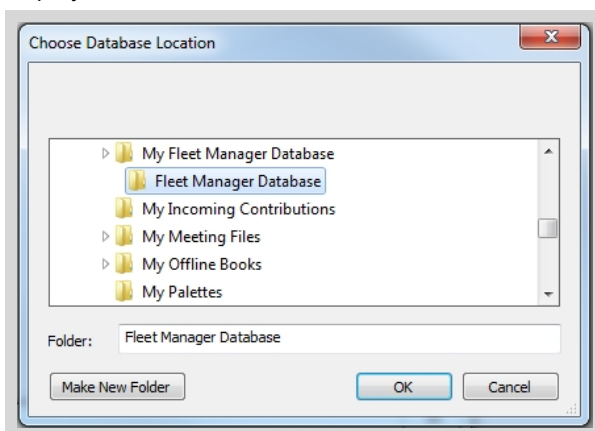 Choose Database Location
My Fleet Manager Database
Fleet Manager Database
My Incoming Contributions
My Meeting Files
My Offline Books
My Palettes
Folder: Fleet Manager Database
Make New Folder OK Cancel